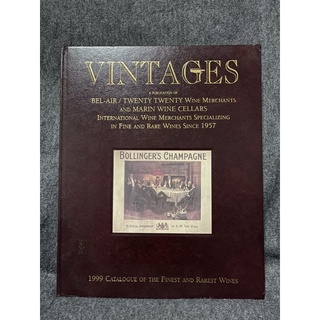 VINTAGES
A PUBLICATION OF
BEL-AIR / TWENTY TWENTY WINE MERCHANTS
AND MARIN WINE CELLARS
INTERNATIONAL WINE MERCHANTS SPECIALIZING
IN FINE AND RARE WINES SINCE 1957
BOLLINGER'S CHAMPAGNE
1999 CATALOGUE OF THE FINEST AND RAREST WINES